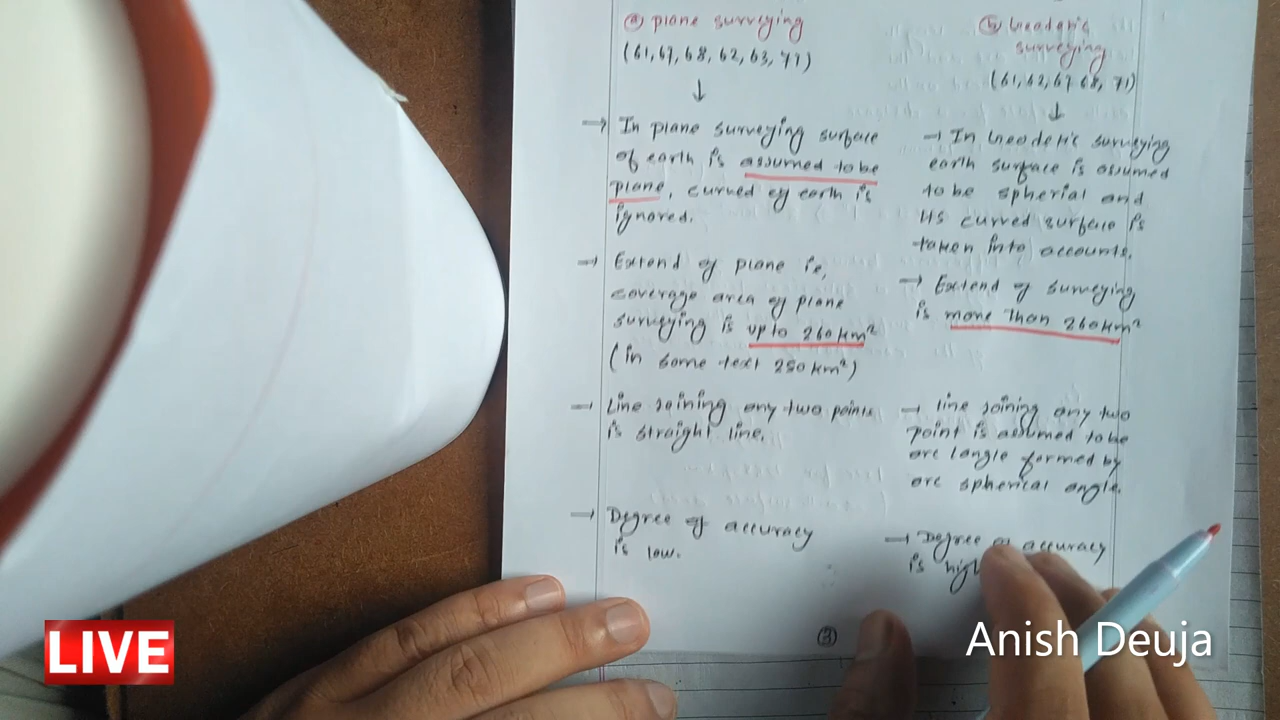 (a) plane surveying
(61, 67, 68, 62, 63, 71)
↓
→ In plane surveying surface
of earth is assumed to be
plane, curved of earth is
ignored.
→ Extend of plane ie,
coverage area of plane
surveying is upto 260 km²
(in some text 250 km²)
→ Line joining any two points
is straight line.
→ Degree of accuracy
is low.
(b) Geodetic
surveying
(61, 62, 67 68, 71)
↓
→ In Geodetic surveying
earth surface is assumed
to be spherial and
its curved surface is
taken into accounts.
→ Extend of surveying
is more than 260 km²
→ line joining any two
point is assumed to be
arc langle formed by
arc spherical angle.
→ Degree of accuracy
is high
(3)
LIVE
Anish Deuja